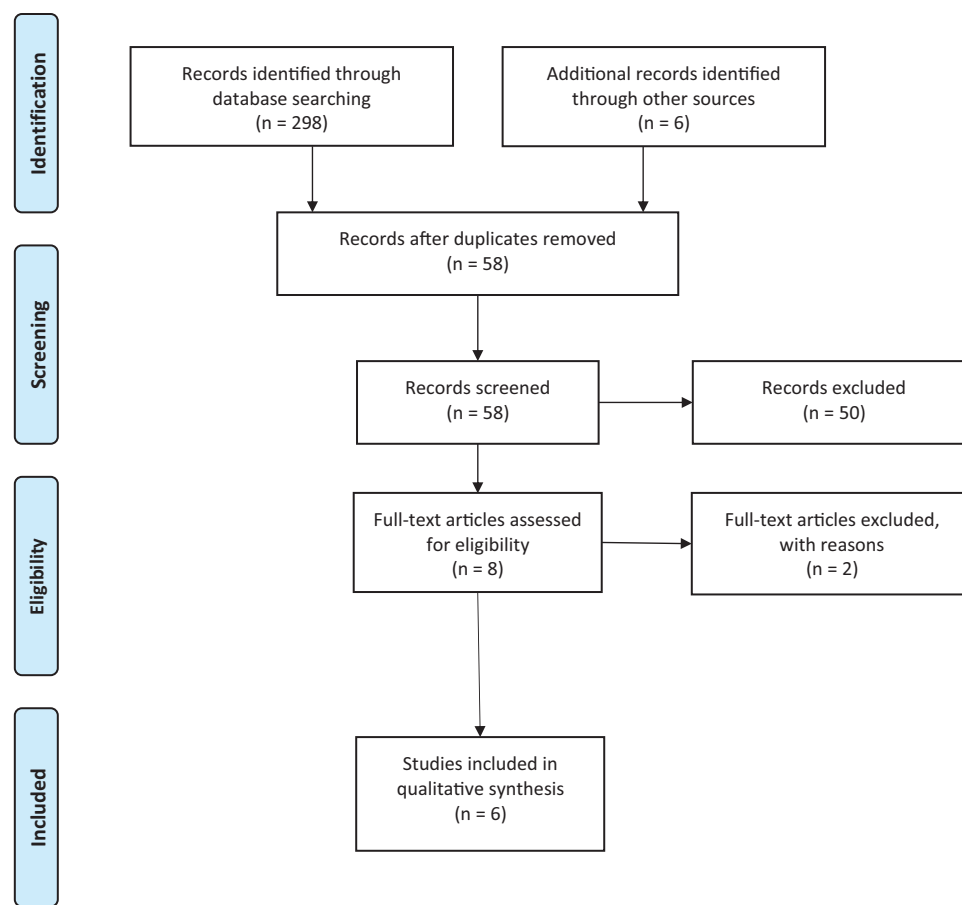 Identification
Records identified through
database searching
(n = 298)
Additional records identified
through other sources
(n = 6)
Records after duplicates removed
(n = 58)
Screening
Records screened
(n = 58)
Records excluded
(n = 50)
Eligibility
Full-text articles assessed
for eligibility
(n = 8)
Full-text articles excluded,
with reasons
(n = 2)
Included
Studies included in
qualitative synthesis
(n = 6)